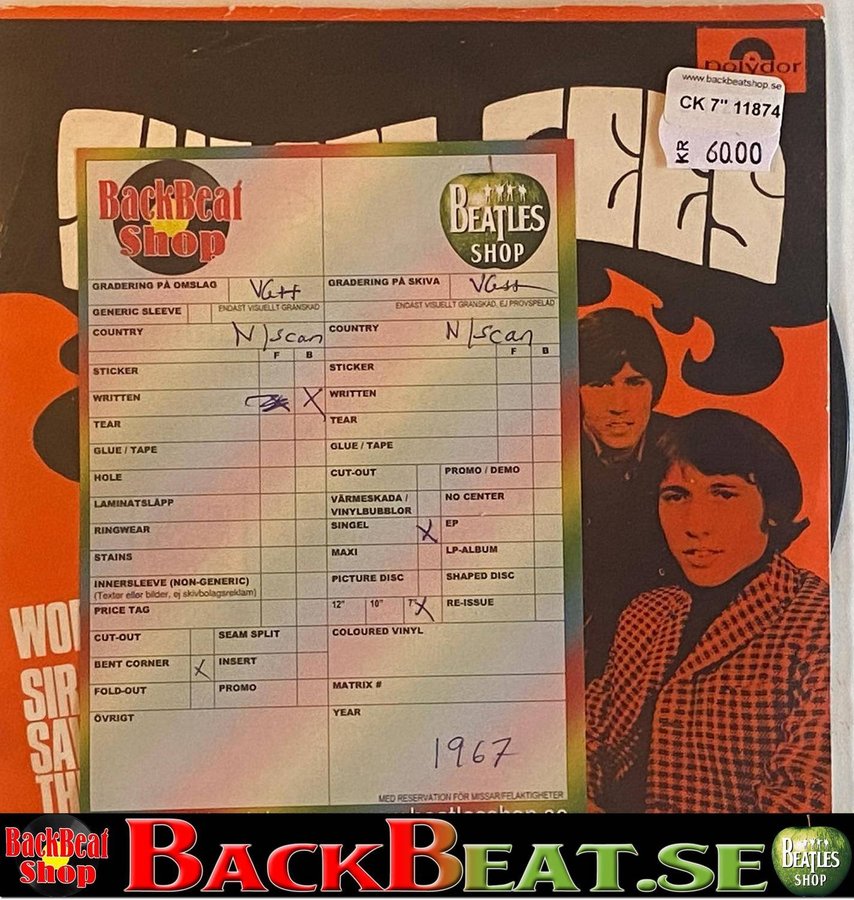 polydor
www.backbeatshop.se
CK 7" 11874
KR 6000
BackBeat
Shop
BEATLES
SHOP
GRADERING PÅ OMSLAG
VG++
ENDAST VISUELLT GRANSKAD
GENERIC SLEEVE
COUNTRY
N/Scan
F B
STICKER
WRITTEN X
TEAR
GLUE / TAPE
HOLE
LAMINATSLÄPP
RINGWEAR
STAINS
INNERSLEEVE (NON-GENERIC)
(Texter eller bilder, ej skivbolagsreklam)
PRICE TAG
CUT-OUT SEAM SPLIT
BENT CORNER X INSERT
FOLD-OUT PROMO
ÖVRIGT
GRADERING PÅ SKIVA
ENDAST VISUELLT GRANSKAD, EJ PROVSPELAD
COUNTRY
N/Scan
F B
STICKER
WRITTEN
TEAR
GLUE / TAPE
CUT-OUT PROMO / DEMO
VÄRMESKADA / NO CENTER
VINYLBUBBLOR
SINGEL X EP
MAXI LP-ALBUM
PICTURE DISC SHAPED DISC
12" 10" 7" X RE-ISSUE
COLOURED VINYL
MATRIX #
YEAR
1967
MED RESERVATION FÖR MISSAR/FELAKTIGHETER
SIR
BackBeat
Shop
BACKBEAT.SE
BEATLES
SHOP